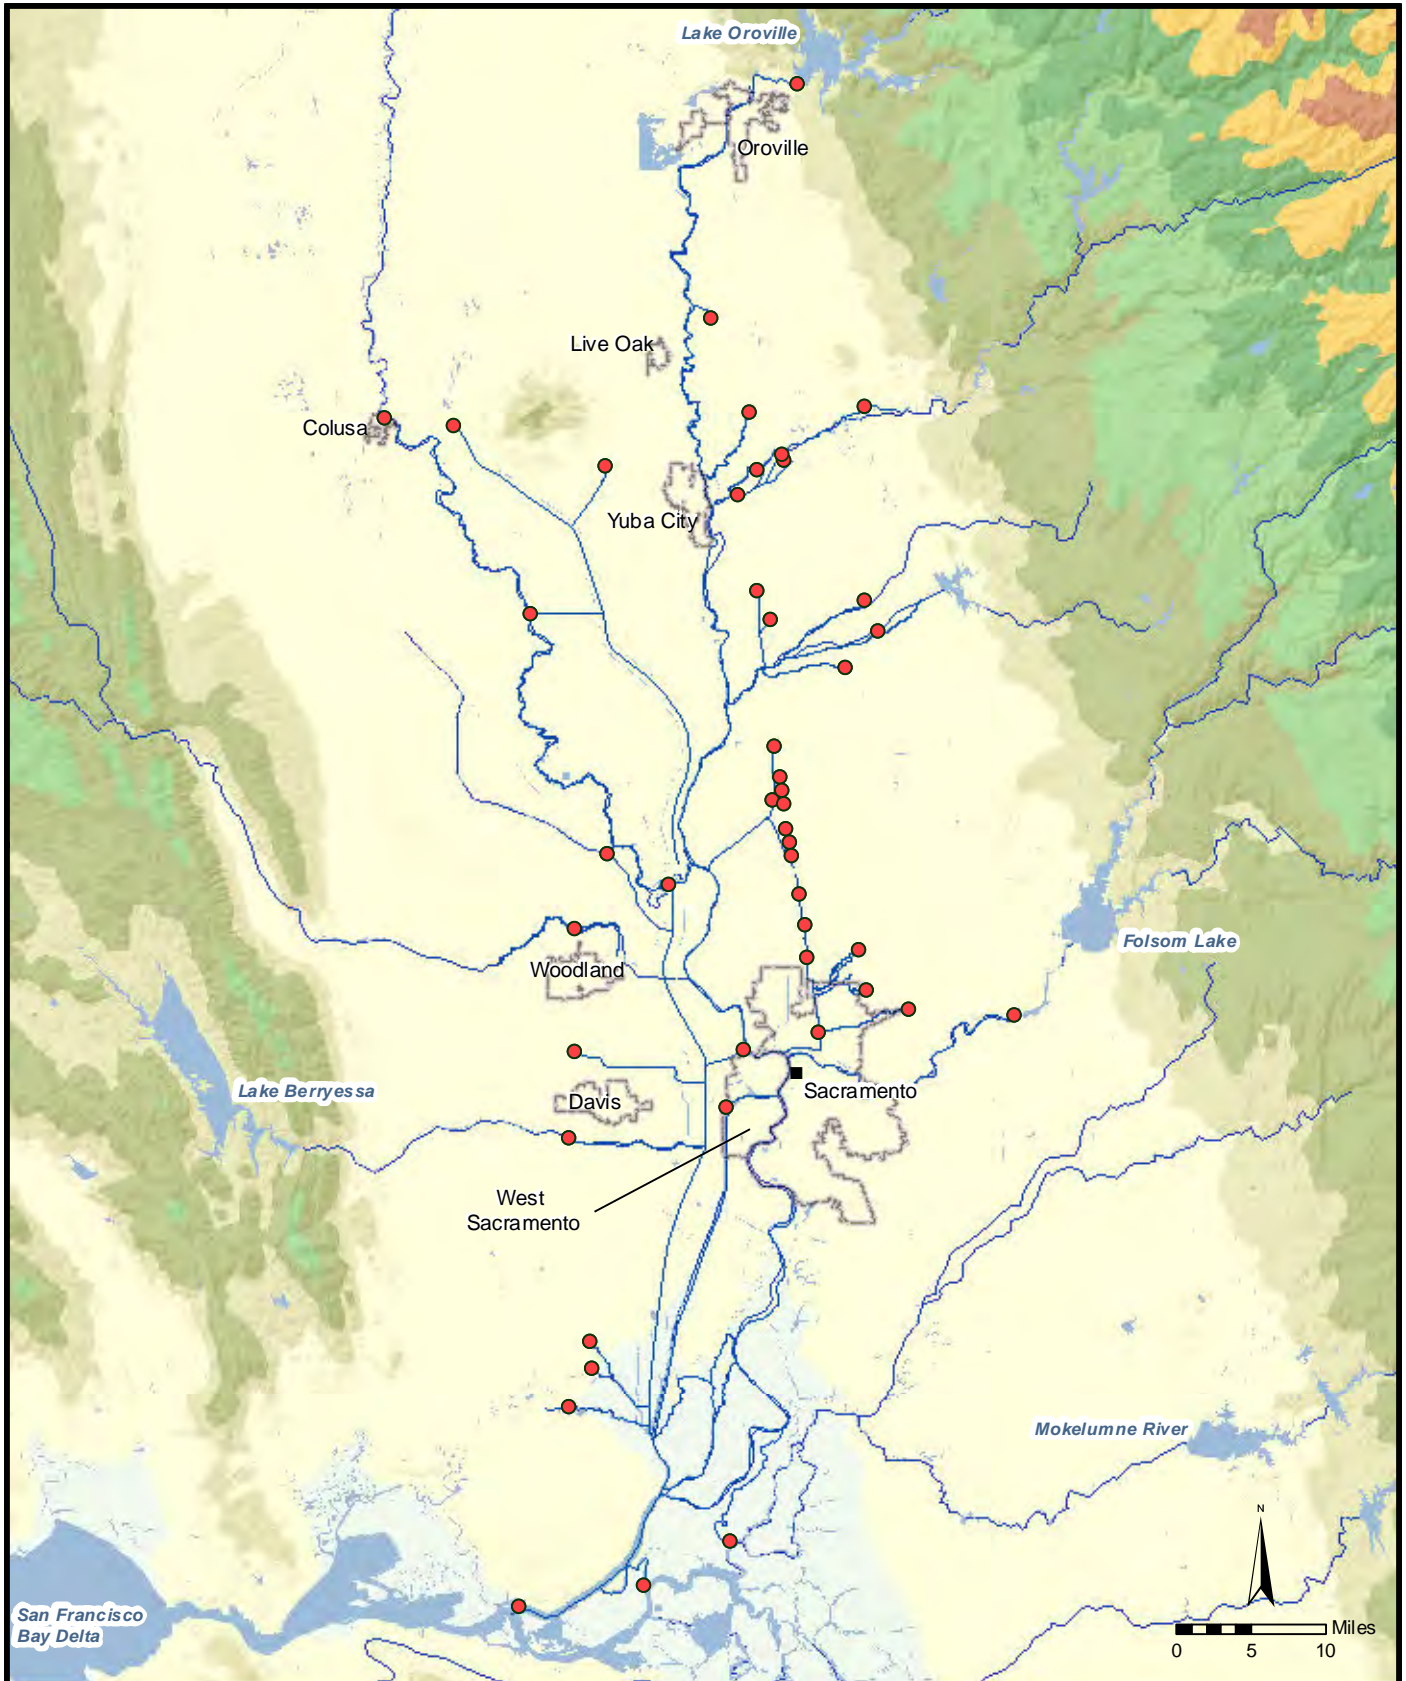 Lake Oroville
Oroville
Live Oak
Colusa
Yuba City
Folsom Lake
Woodland
Lake Berryessa
Davis
Sacramento
West
Sacramento
Mokelumne River
N
San Francisco
Bay Delta
Miles
0 5 10